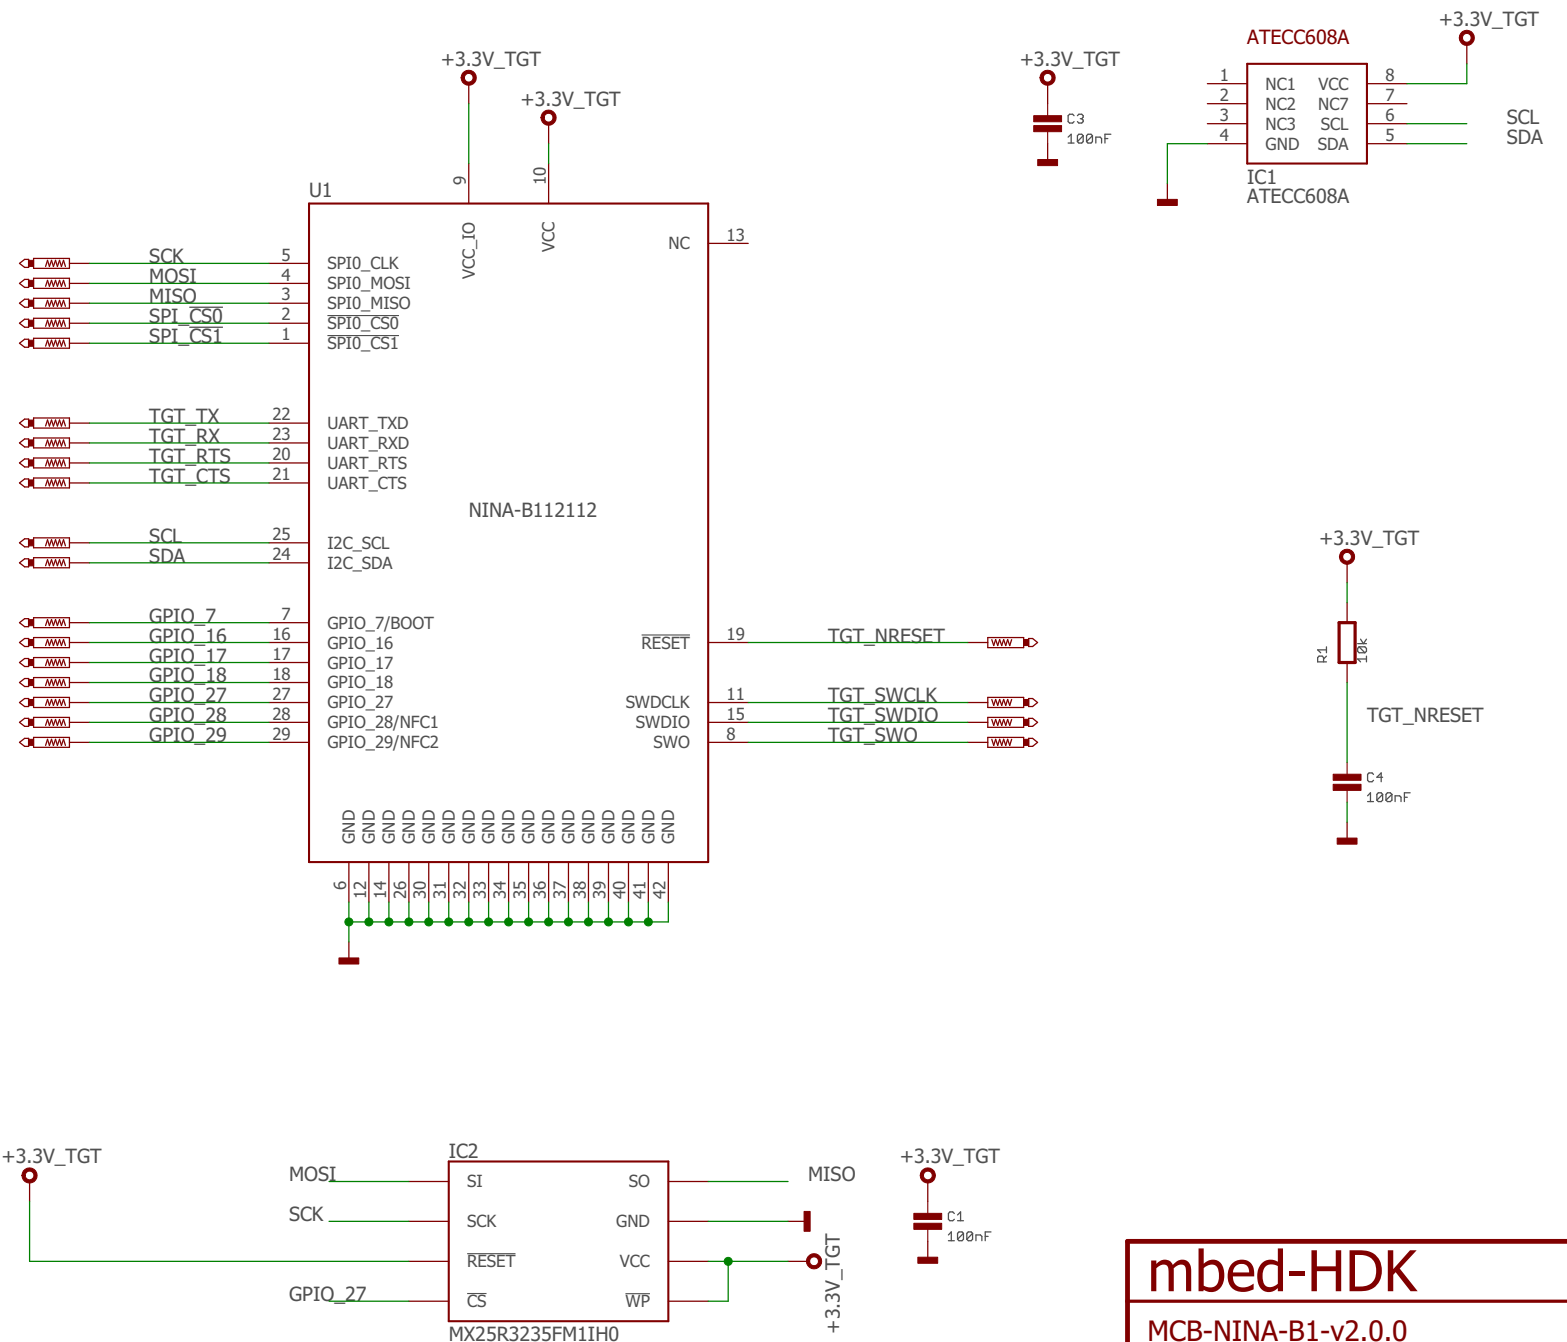 +3.3V_TGT
+3.3V_TGT
9
10
U1
VCC_IO
VCC
NC 13
SCK 5 SPI0_CLK
MOSI 4 SPI0_MOSI
MISO 3 SPI0_MISO
SPI_CS0 2 SPI0_CS0
SPI_CS1 1 SPI0_CS1
TGT_TX 22 UART_TXD
TGT_RX 23 UART_RXD
TGT_RTS 20 UART_RTS
TGT_CTS 21 UART_CTS
NINA-B112112
SCL 25 I2C_SCL
SDA 24 I2C_SDA
GPIO_7 7 GPIO_7/BOOT
GPIO_16 16 GPIO_16
GPIO_17 17 GPIO_17
GPIO_18 18 GPIO_18
GPIO_27 27 GPIO_27
GPIO_28 28 GPIO_28/NFC1
GPIO_29 29 GPIO_29/NFC2
RESET 19 TGT_NRESET
SWDCLK 11 TGT_SWCLK
SWDIO 15 TGT_SWDIO
SWO 8 TGT_SWO
GND GND GND GND GND GND GND GND GND GND GND GND GND GND GND GND GND
6 12 14 26 30 31 32 33 34 35 36 37 38 39 40 41 42
+3.3V_TGT
C3
100nF
ATECC608A
+3.3V_TGT
1 NC1 VCC 8
2 NC2 NC7 7
3 NC3 SCL 6 SCL
4 GND SDA 5 SDA
IC1
ATECC608A
+3.3V_TGT
R1
10k
TGT_NRESET
C4
100nF
+3.3V_TGT
IC2
MOSI SI SO MISO
SCK SCK GND
RESET VCC +3.3V_TGT
GPIO_27 CS WP
MX25R3235FM1IH0
+3.3V_TGT
C1
100nF
mbed-HDK
MCB-NINA-B1-v2.0.0